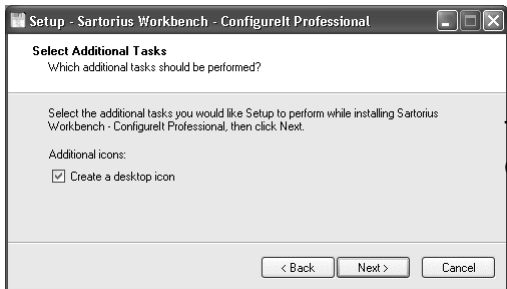 Setup - Sartorius Workbench - ConfigureIt Professional
Select Additional Tasks
Which additional tasks should be performed?
Select the additional tasks you would like Setup to perform while installing Sartorius
Workbench - ConfigureIt Professional, then click Next.
Additional icons:
Create a desktop icon
< Back Next > Cancel